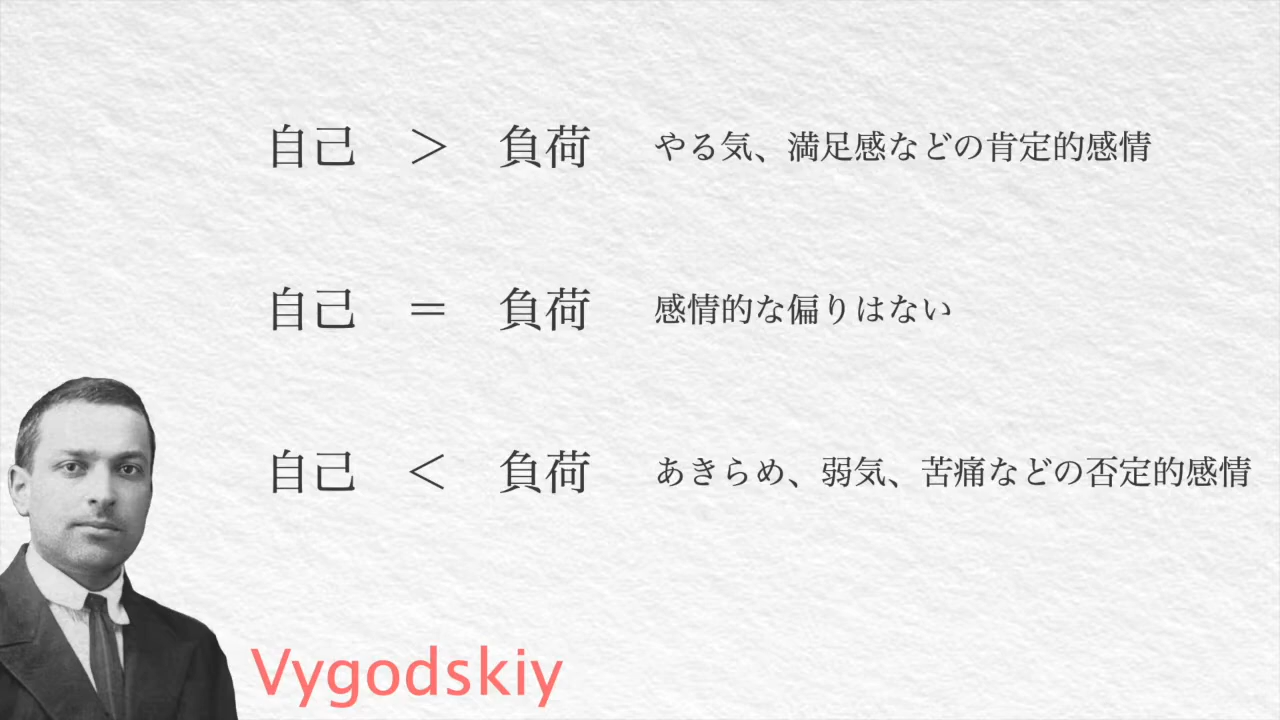 自己　＞　負荷　やる気、満足感などの肯定的感情
自己　＝　負荷　感情的な偏りはない
自己　＜　負荷　あきらめ、弱気、苦痛などの否定的感情
Vygodskiy